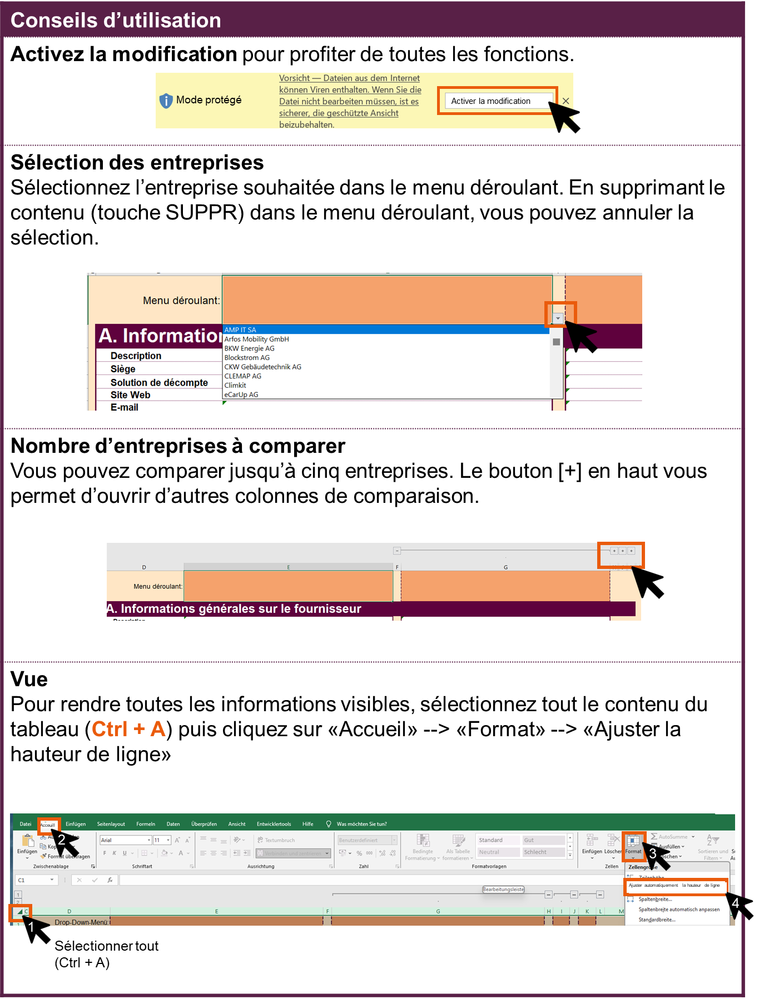 Conseils d’utilisation
Activez la modification pour profiter de toutes les fonctions.
Mode protégé
Vorsicht — Dateien aus dem Internet
können Viren enthalten. Wenn Sie die
Datei nicht bearbeiten müssen, ist es
sicherer, die geschützte Ansicht
beizubehalten.
Activer la modification
Sélection des entreprises
Sélectionnez l’entreprise souhaitée dans le menu déroulant. En supprimant le
contenu (touche SUPPR) dans le menu déroulant, vous pouvez annuler la
sélection.
Menu déroulant:
A. Informatio
AMP IT SA
Arfos Mobility GmbH
BKW Energie AG
Blockstrom AG
CKW Gebäudetechnik AG
CLEMAP AG
Climkit
eCarUp AG
Description
Siège
Solution de décompte
Site Web
E-mail
Nombre d’entreprises à comparer
Vous pouvez comparer jusqu’à cinq entreprises. Le bouton [+] en haut vous
permet d’ouvrir d’autres colonnes de comparaison.
D E F G
Menu déroulant:
A. Informations générales sur le fournisseur
Vue
Pour rendre toutes les informations visibles, sélectionnez tout le contenu du
tableau (Ctrl + A) puis cliquez sur «Accueil» --> «Format» --> «Ajuster la
hauteur de ligne»
Datei Acceuil Einfügen Seitenlayout Formeln Daten Überprüfen Ansicht Entwicklertools Hilfe Was möchten Sie tun?
2
Einfügen
Format übertragen
Zwischenablage
Arial 11
F K U
Schriftart
Textumbruch
Verbinden und zentrieren
Ausrichtung
Benutzerdefiniert
% 000
Zahl
Bedingte
Formatierung
Als Tabelle
formatieren
Standard Gut
Neutral Schlecht
Formatvorlagen
Einfügen Löschen Format
Zellen
3
AutoSumme
Ausfüllen
Sortieren und
Filtern
C1
fx
Bearbeitungsleiste
Zellengröße
Zeilenhöhe
Ajuster automatiquement la hauteur de ligne
4
Spaltenbreite...
Spaltenbreite automatisch anpassen
Standardbreite...
1
2
C D E F G H I J K L M
Drop-Down-Menü:
1
Sélectionner tout
(Ctrl + A)